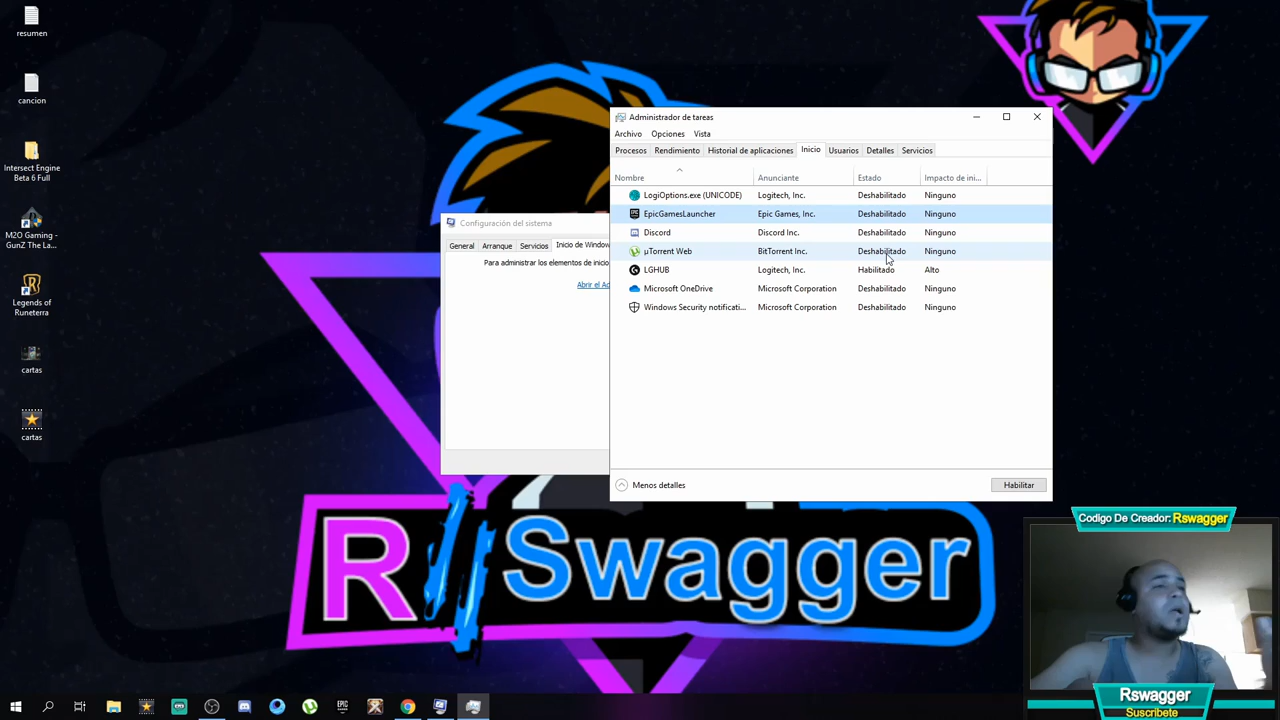 resumen
cancion
Intersect Engine
Beta 6 Full
M2O Gaming -
GunZ The La...
Legends of
Runeterra
cartas
cartas
Configuración del sistema
General Arranque Servicios Inicio de Window
Para administrar los elementos de inicio
Abrir el Ad
Administrador de tareas
Archivo Opciones Vista
Procesos Rendimiento Historial de aplicaciones Inicio Usuarios Detalles Servicios
Nombre Anunciante Estado Impacto de ini...
LogiOptions.exe (UNICODE) Logitech, Inc. Deshabilitado Ninguno
EpicGamesLauncher Epic Games, Inc. Deshabilitado Ninguno
Discord Discord Inc. Deshabilitado Ninguno
µTorrent Web BitTorrent Inc. Deshabilitado Ninguno
LGHUB Logitech, Inc. Habilitado Alto
Microsoft OneDrive Microsoft Corporation Deshabilitado Ninguno
Windows Security notificati... Microsoft Corporation Deshabilitado Ninguno
Menos detalles Habilitar
R Swagger
Codigo De Creador: Rswagger
Rswagger
Suscribete
EPIC